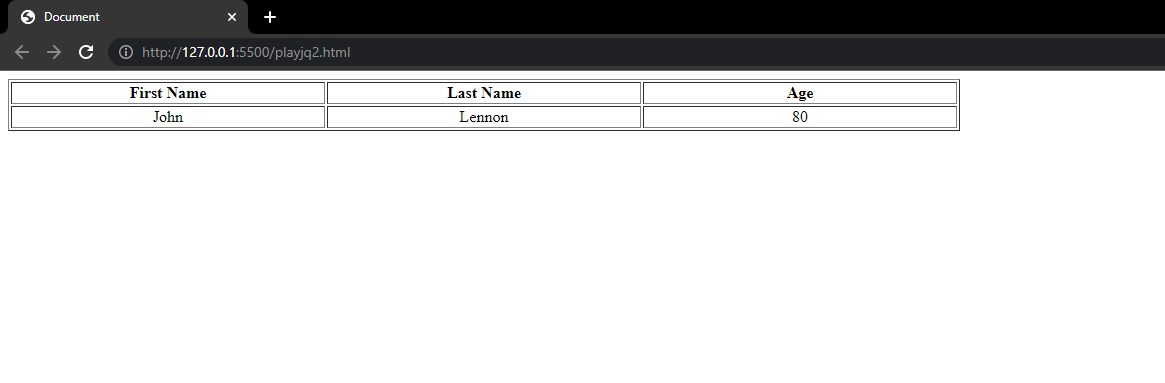 Document
http://127.0.0.1:5500/playjq2.html
First Name Last Name Age
John Lennon 80